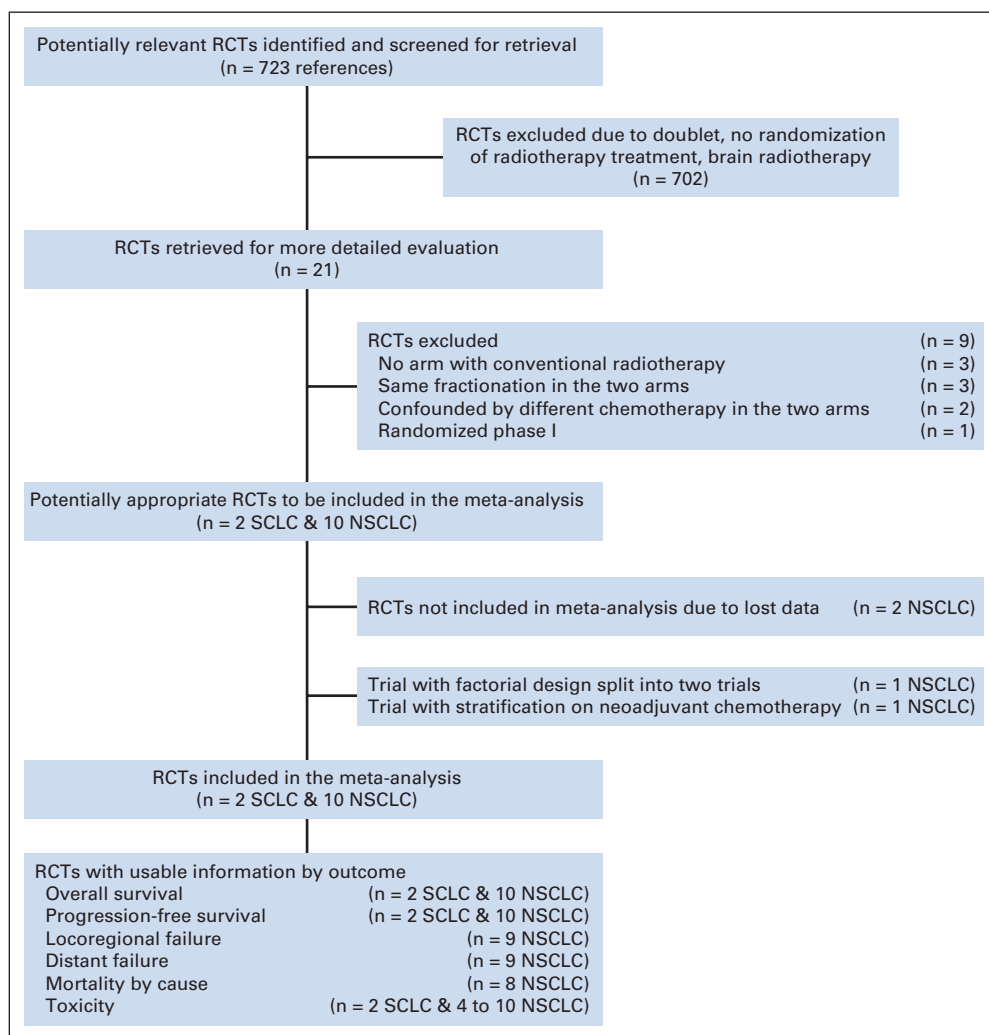 Potentially relevant RCTs identified and screened for retrieval
(n = 723 references)
RCTs excluded due to doublet, no randomization
of radiotherapy treatment, brain radiotherapy
(n = 702)
RCTs retrieved for more detailed evaluation
(n = 21)
RCTs excluded (n = 9)
No arm with conventional radiotherapy (n = 3)
Same fractionation in the two arms (n = 3)
Confounded by different chemotherapy in the two arms (n = 2)
Randomized phase I (n = 1)
Potentially appropriate RCTs to be included in the meta-analysis
(n = 2 SCLC & 10 NSCLC)
RCTs not included in meta-analysis due to lost data (n = 2 NSCLC)
Trial with factorial design split into two trials (n = 1 NSCLC)
Trial with stratification on neoadjuvant chemotherapy (n = 1 NSCLC)
RCTs included in the meta-analysis
(n = 2 SCLC & 10 NSCLC)
RCTs with usable information by outcome
Overall survival (n = 2 SCLC & 10 NSCLC)
Progression-free survival (n = 2 SCLC & 10 NSCLC)
Locoregional failure (n = 9 NSCLC)
Distant failure (n = 9 NSCLC)
Mortality by cause (n = 8 NSCLC)
Toxicity (n = 2 SCLC & 4 to 10 NSCLC)